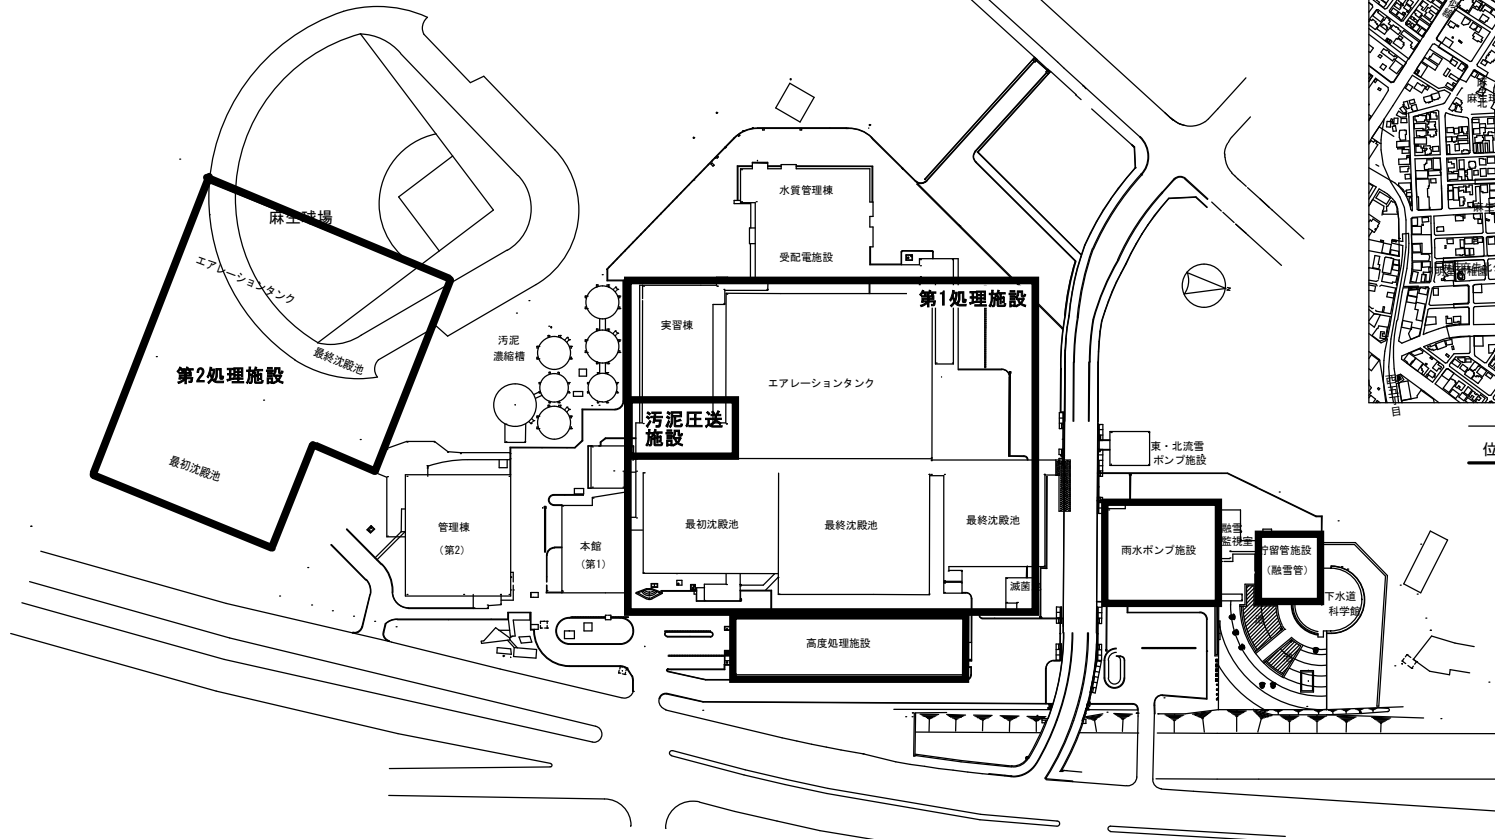 麻生球場
エアレーションタンク
最終沈殿池
第2処理施設
最初沈殿池
汚泥
濃縮槽
管理棟
(第2)
本館
(第1)
水質管理棟
受配電施設
第1処理施設
実習棟
エアレーションタンク
汚泥圧送
施設
最初沈殿池
最終沈殿池
最終沈殿池
滅菌
高度処理施設
東・北流雪
ポンプ施設
雨水ポンプ施設
融雪
監視室
貯留管施設
(融雪管)
下水道
科学館
N
位